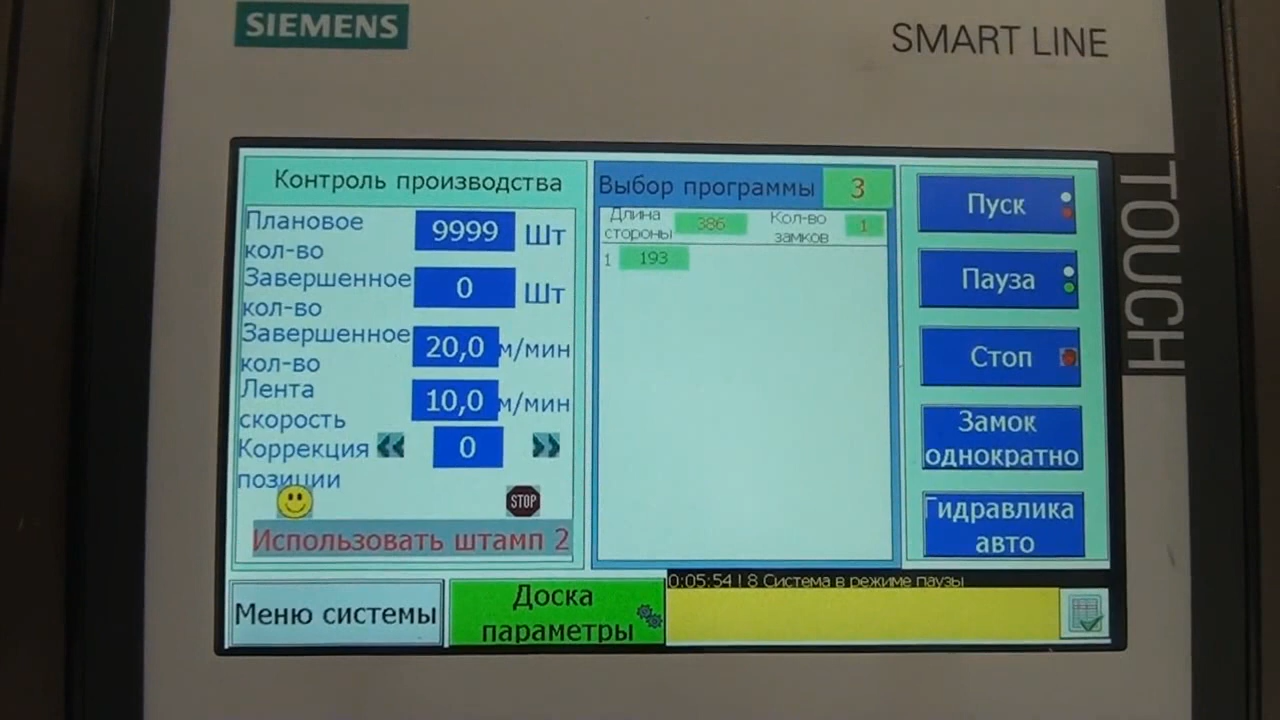 SIEMENS
SMART LINE
TOUCH
Контроль производства
Плановое
кол-во
9999 Шт
Завершенное
кол-во
0 Шт
Завершенное
кол-во
20,0 м/мин
Лента
скорость
10,0 м/мин
Коррекция
позиции
0
STOP
Использовать штамп 2
Выбор программы 3
Длина
стороны
386
Кол-во
замков
1
1 193
Пуск
Пауза
Стоп
Замок
однократно
Гидравлика
авто
Меню системы
Доска
параметры
0:05:54 ! 8 Система в режиме паузы